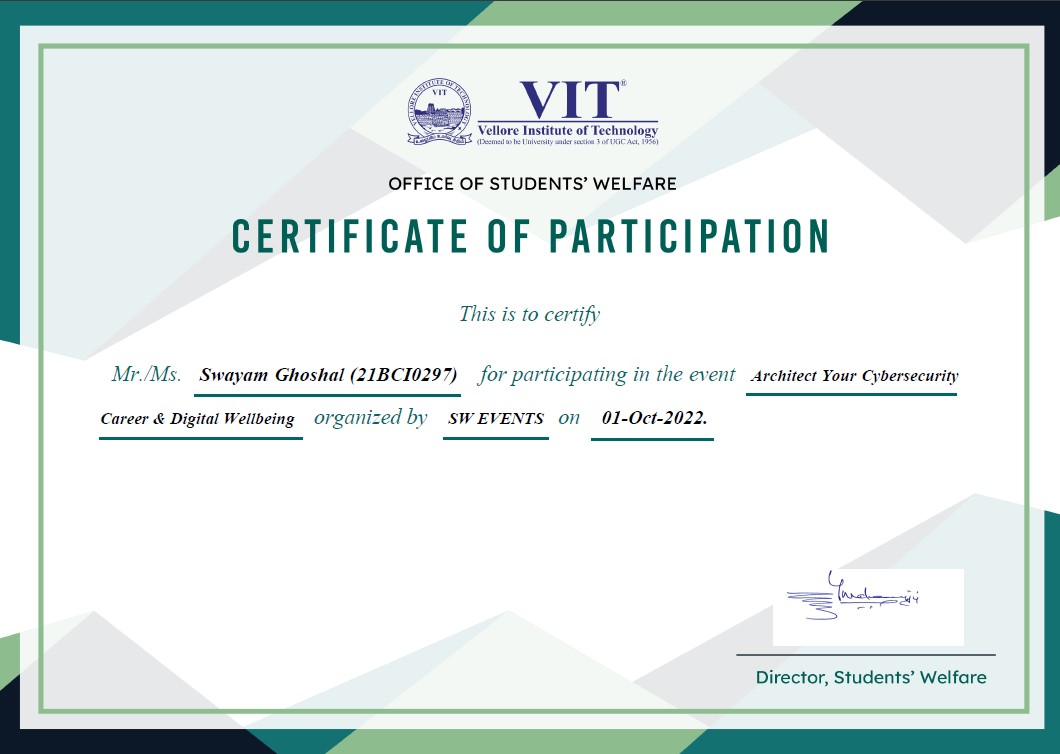 VELLORE INSTITUTE OF TECHNOLOGY
VIT
VIT®
Vellore Institute of Technology
(Deemed to be University under section 3 of UGC Act, 1956)
OFFICE OF STUDENTS’ WELFARE
CERTIFICATE OF PARTICIPATION
This is to certify
Mr./Ms. Swayam Ghoshal (21BCI0297) for participating in the event Architect Your Cybersecurity
Career & Digital Wellbeing organized by SW EVENTS on 01-Oct-2022.
Director, Students’ Welfare